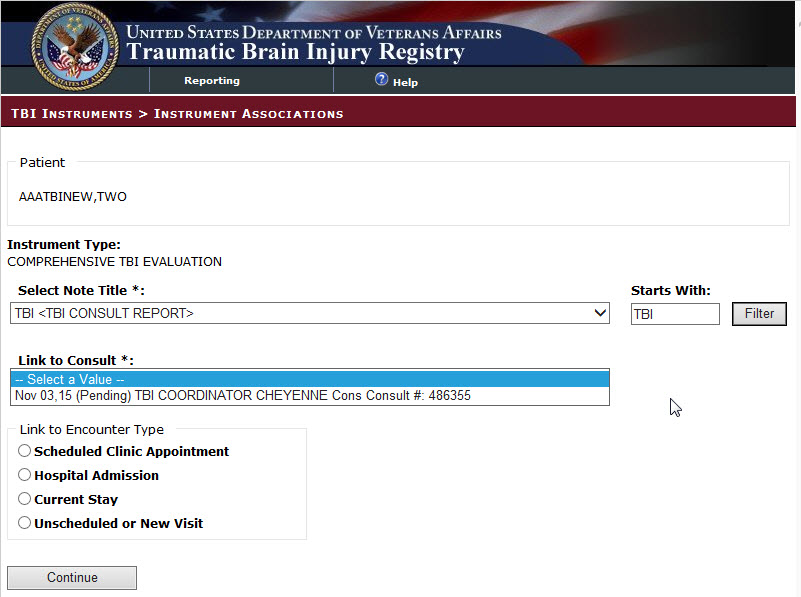 UNITED STATES DEPARTMENT OF VETERANS AFFAIRS
Traumatic Brain Injury Registry
Reporting
? Help
TBI INSTRUMENTS > INSTRUMENT ASSOCIATIONS
Patient
AAATBINEW,TWO
Instrument Type:
COMPREHENSIVE TBI EVALUATION
Select Note Title *: Starts With:
TBI <TBI CONSULT REPORT> TBI Filter
Link to Consult *:
-- Select a Value --
Nov 03,15 (Pending) TBI COORDINATOR CHEYENNE Cons Consult #: 486355
Link to Encounter Type
Scheduled Clinic Appointment
Hospital Admission
Current Stay
Unscheduled or New Visit
Continue